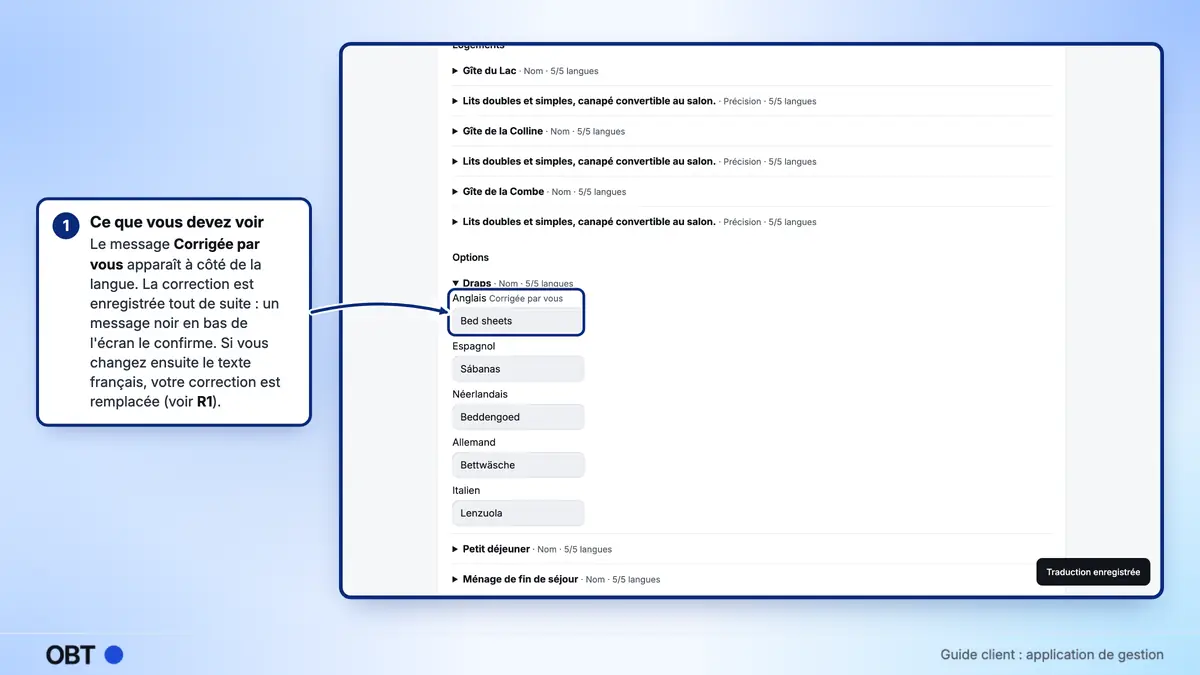 1
Ce que vous devez voir
Le message Corrigée par
vous apparaît à côté de la
langue. La correction est
enregistrée tout de suite : un
message noir en bas de
l'écran le confirme. Si vous
changez ensuite le texte
français, votre correction est
remplacée (voir R1).
Logements
Gîte du Lac · Nom · 5/5 langues
Lits doubles et simples, canapé convertible au salon. · Précision · 5/5 langues
Gîte de la Colline · Nom · 5/5 langues
Lits doubles et simples, canapé convertible au salon. · Précision · 5/5 langues
Gîte de la Combe · Nom · 5/5 langues
Lits doubles et simples, canapé convertible au salon. · Précision · 5/5 langues
Options
Draps · Nom · 5/5 langues
Anglais Corrigée par vous
Bed sheets
Espagnol
Sábanas
Néerlandais
Beddengoed
Allemand
Bettwäsche
Italien
Lenzuola
Petit déjeuner · Nom · 5/5 langues
Ménage de fin de séjour · Nom · 5/5 langues
Traduction enregistrée
OBT
Guide client : application de gestion